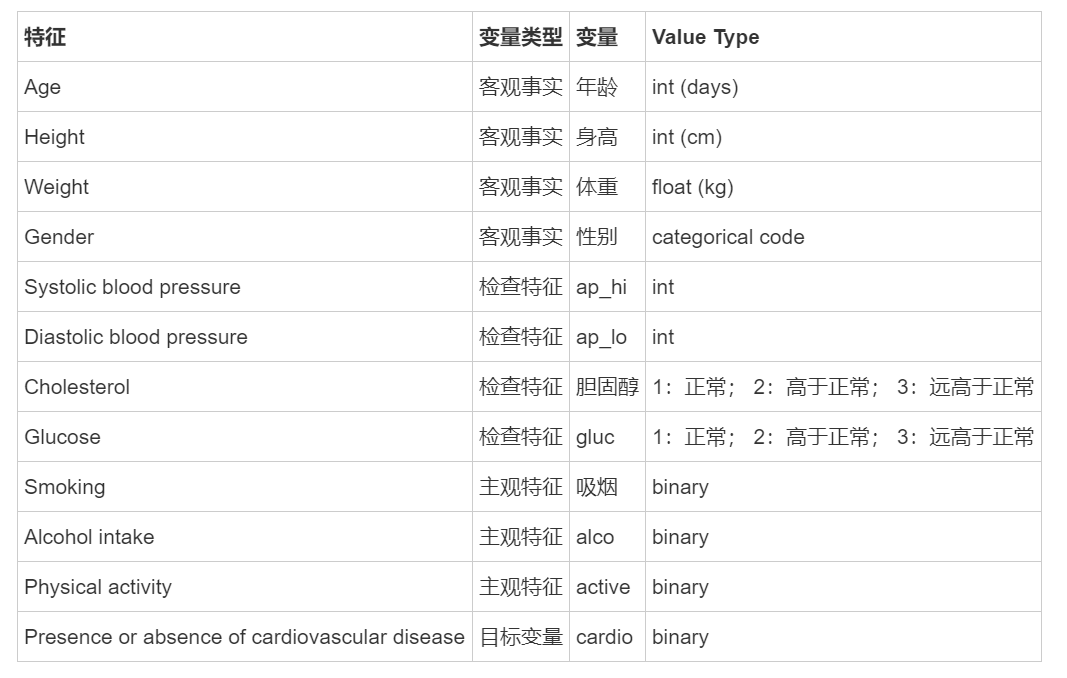 特征 变量类型 变量 Value Type
Age 客观事实 年龄 int (days)
Height 客观事实 身高 int (cm)
Weight 客观事实 体重 float (kg)
Gender 客观事实 性别 categorical code
Systolic blood pressure 检查特征 ap_hi int
Diastolic blood pressure 检查特征 ap_lo int
Cholesterol 检查特征 胆固醇 1：正常； 2：高于正常； 3：远高于正常
Glucose 检查特征 gluc 1：正常； 2：高于正常； 3：远高于正常
Smoking 主观特征 吸烟 binary
Alcohol intake 主观特征 alco binary
Physical activity 主观特征 active binary
Presence or absence of cardiovascular disease 目标变量 cardio binary